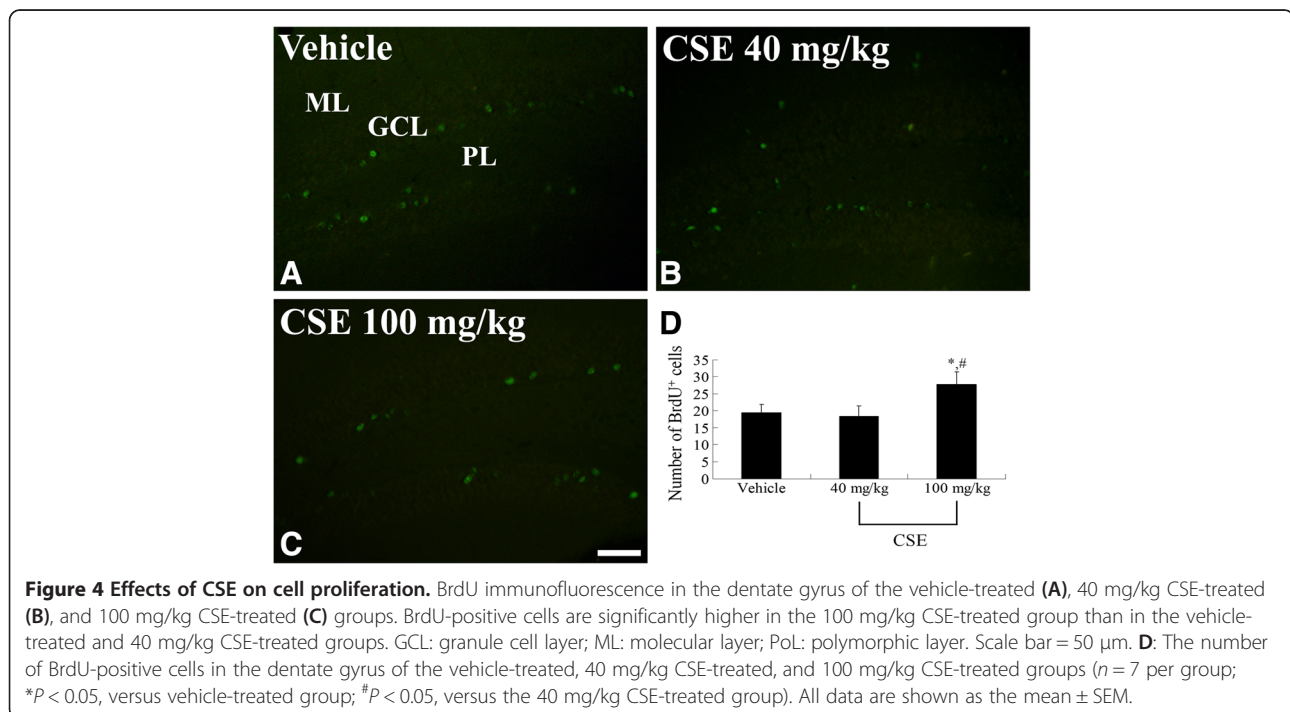 Vehicle
ML
GCL
PL
A
CSE 40 mg/kg
B
CSE 100 mg/kg
C
D
Number of BrdU⁺ cells
35
30
25
20
15
10
5
0
*,#
Vehicle
40 mg/kg
100 mg/kg
CSE
Figure 4 Effects of CSE on cell proliferation. BrdU immunofluorescence in the dentate gyrus of the vehicle-treated (A), 40 mg/kg CSE-treated
(B), and 100 mg/kg CSE-treated (C) groups. BrdU-positive cells are significantly higher in the 100 mg/kg CSE-treated group than in the vehicle-
treated and 40 mg/kg CSE-treated groups. GCL: granule cell layer; ML: molecular layer; PoL: polymorphic layer. Scale bar = 50 μm. D: The number
of BrdU-positive cells in the dentate gyrus of the vehicle-treated, 40 mg/kg CSE-treated, and 100 mg/kg CSE-treated groups (n = 7 per group;
*P < 0.05, versus vehicle-treated group; #P < 0.05, versus the 40 mg/kg CSE-treated group). All data are shown as the mean ± SEM.